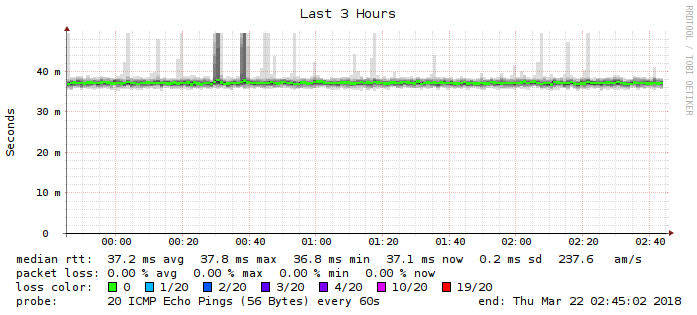 Last 3 Hours
RRDTOOL / TOBI OETIKER
Seconds
40 m
30 m
20 m
10 m
0
00:00 00:20 00:40 01:00 01:20 01:40 02:00 02:20 02:40
median rtt: 37.2 ms avg 37.8 ms max 36.8 ms min 37.1 ms now 0.2 ms sd 237.6 am/s
packet loss: 0.00 % avg 0.00 % max 0.00 % min 0.00 % now
loss color: 0 1/20 2/20 3/20 4/20 10/20 19/20
probe: 20 ICMP Echo Pings (56 Bytes) every 60s end: Thu Mar 22 02:45:02 2018